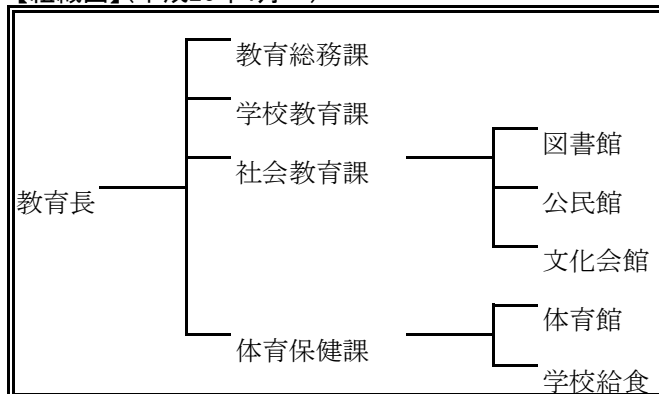 教育総務課
学校教育課
社会教育課
図書館
教育長
公民館
文化会館
体育保健課
体育館
学校給食